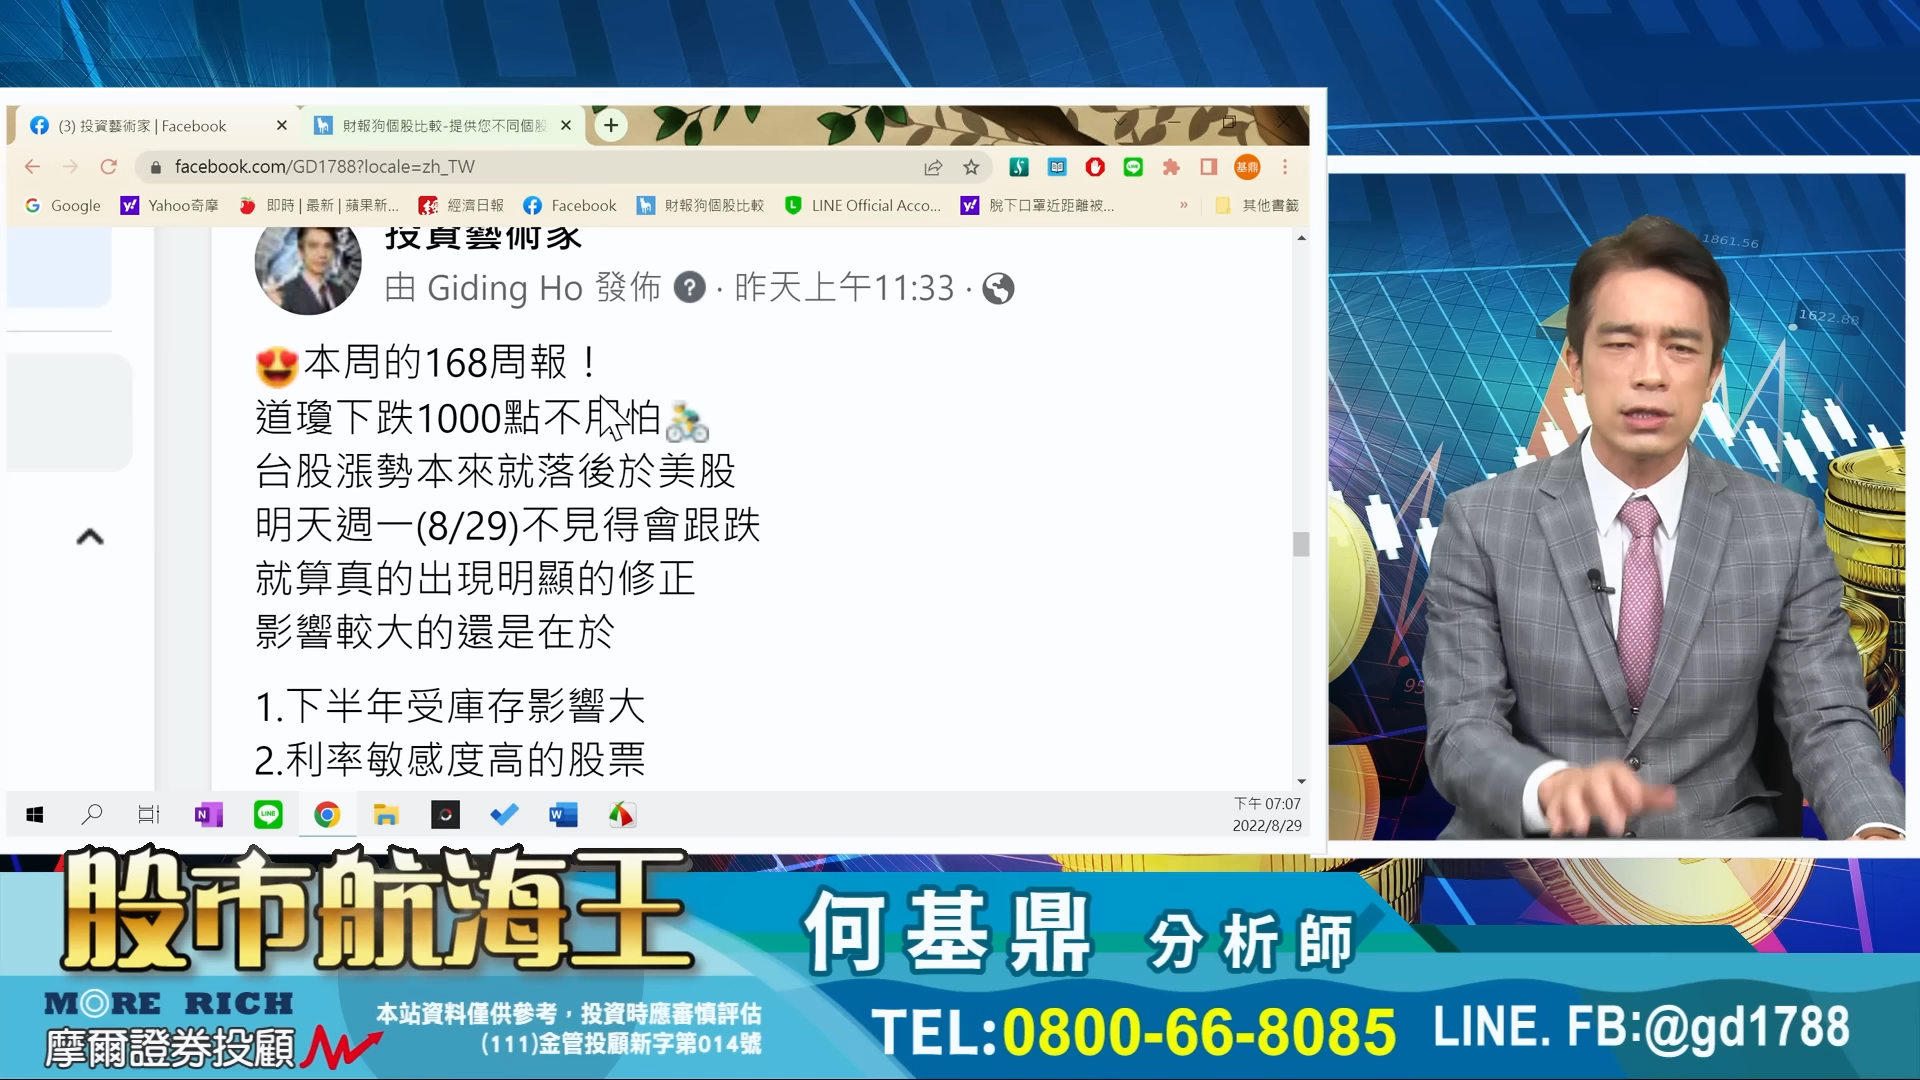 (3) 投資藝術家 | Facebook
財報狗個股比較-提供您不同個股
facebook.com/GD1788?locale=zh_TW
基鼎
Google
Yahoo奇摩
即時 | 最新 | 蘋果新...
經濟日報
Facebook
財報狗個股比較
LINE Official Acco...
脫下口罩近距離被...
»
其他書籤
投資藝術家
由 Giding Ho 發佈 · 昨天上午11:33 ·
本周的168周報！
道瓊下跌1000點不用怕
台股漲勢本來就落後於美股
明天週一(8/29)不見得會跟跌
就算真的出現明顯的修正
影響較大的還是在於
1.下半年受庫存影響大
2.利率敏感度高的股票
下午 07:07
2022/8/29
1861.56
1622.88
股市航海王
MORE RICH
摩爾證券投顧
本站資料僅供參考，投資時應審慎評估
(111)金管投顧新字第014號
何基鼎 分析師
TEL:0800-66-8085
LINE. FB:@gd1788